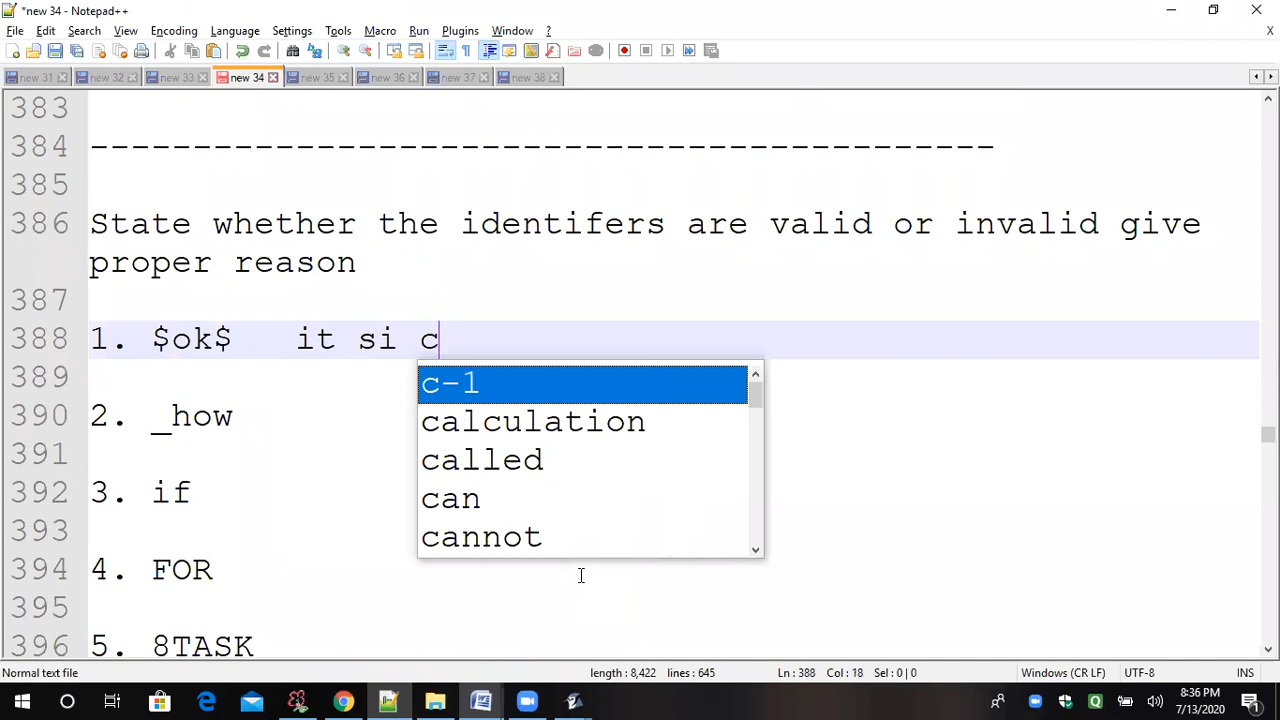 *new 34 - Notepad++
File Edit Search View Encoding Language Settings Tools Macro Run Plugins Window ? X
new 31 new 32 new 33 new 34 new 35 new 36 new 37 new 38
383
384 --------------------------------------------
385
386 State whether the identifers are valid or invalid give
proper reason
387
388 1. $ok$ it si c
389
c-1
calculation
called
can
cannot
390 2. _how
391
392 3. if
393
394 4. FOR
395
396 5. 8TASK
Normal text file length : 8,422 lines : 645 Ln : 388 Col : 18 Sel : 0 | 0 Windows (CR LF) UTF-8 INS
8:36 PM
7/13/2020